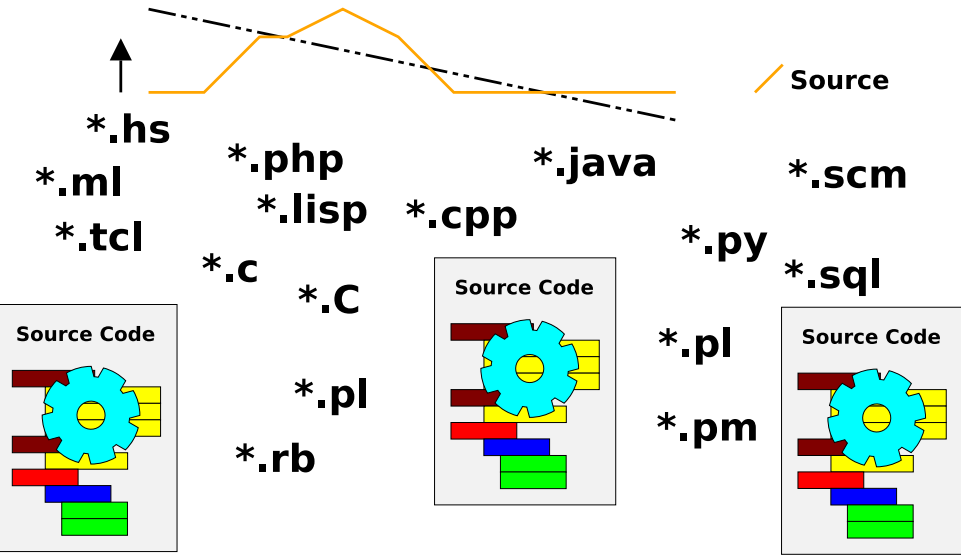 Source
*.hs
*.php
*.java
*.scm
*.ml
*.lisp
*.cpp
*.tcl
*.py
*.c
*.C
*.sql
Source Code
Source Code
Source Code
*.pl
*.pl
*.pm
*.rb